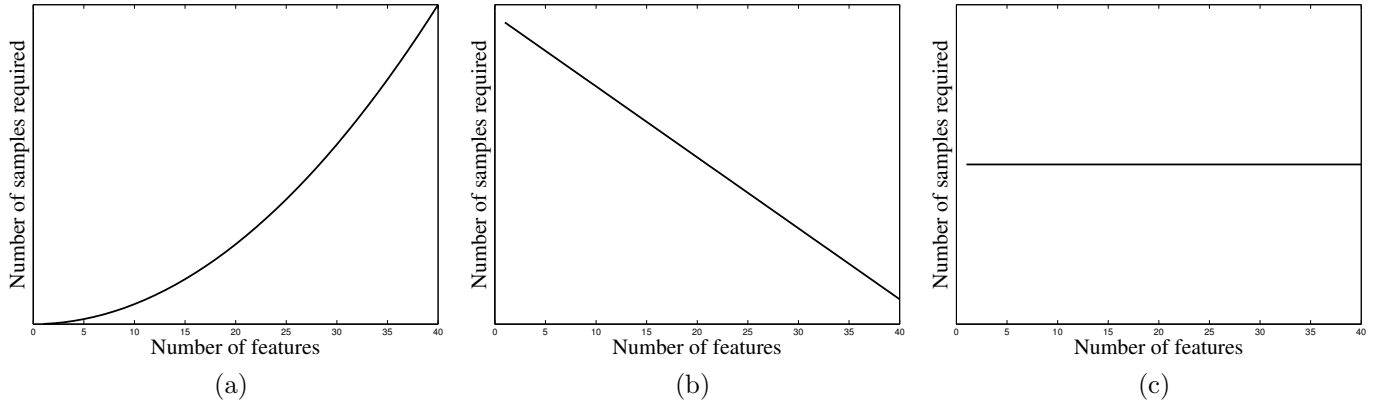 Number of samples required
0 5 10 15 20 25 30 35 40
Number of features
(a)
Number of samples required
0 5 10 15 20 25 30 35 40
Number of features
(b)
Number of samples required
0 5 10 15 20 25 30 35 40
Number of features
(c)